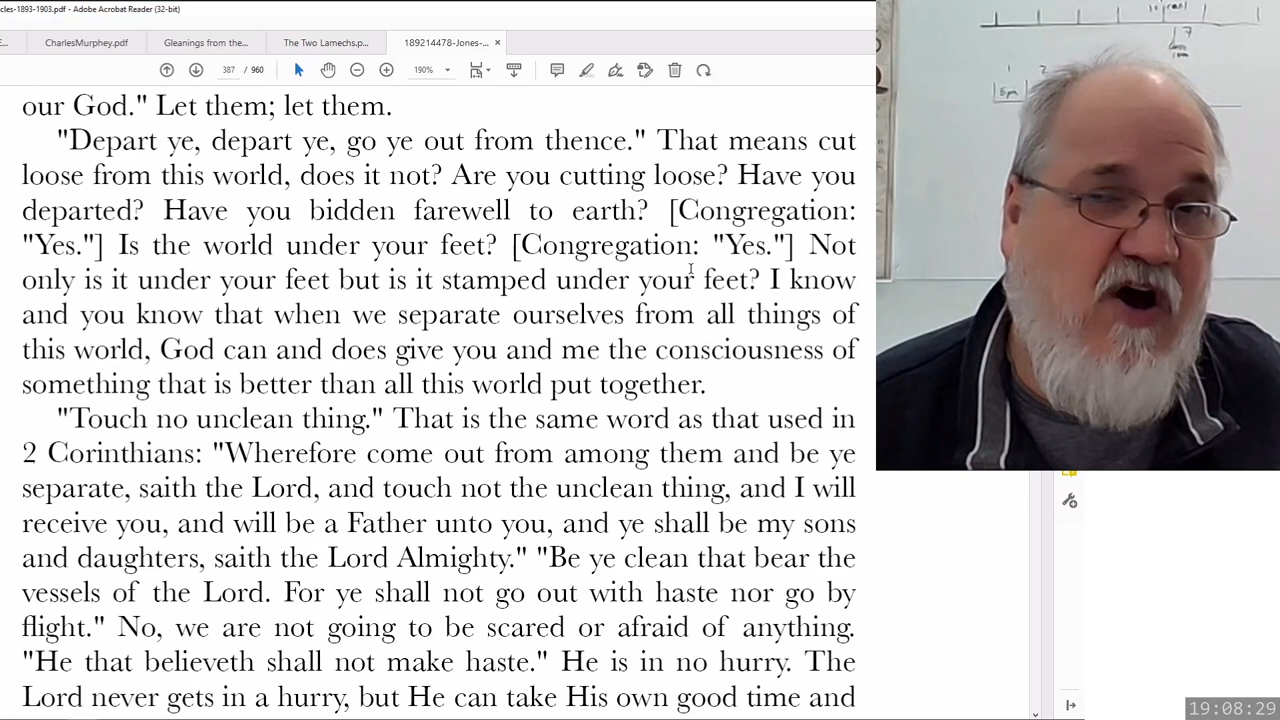 cles-1893-1903.pdf - Adobe Acrobat Reader (32-bit)
E... CharlesMurphey.pdf Gleanings from the... The Two Lamechs.p... 189214478-Jones-... ×
387 / 960 190%
our God." Let them; let them.
"Depart ye, depart ye, go ye out from thence." That means cut
loose from this world, does it not? Are you cutting loose? Have you
departed? Have you bidden farewell to earth? [Congregation:
"Yes."] Is the world under your feet? [Congregation: "Yes."] Not
only is it under your feet but is it stamped under your feet? I know
and you know that when we separate ourselves from all things of
this world, God can and does give you and me the consciousness of
something that is better than all this world put together.
"Touch no unclean thing." That is the same word as that used in
2 Corinthians: "Wherefore come out from among them and be ye
separate, saith the Lord, and touch not the unclean thing, and I will
receive you, and will be a Father unto you, and ye shall be my sons
and daughters, saith the Lord Almighty." "Be ye clean that bear the
vessels of the Lord. For ye shall not go out with haste nor go by
flight." No, we are not going to be scared or afraid of anything.
"He that believeth shall not make haste." He is in no hurry. The
Lord never gets in a hurry, but He can take His own good time and
7
1 2
19:08:29